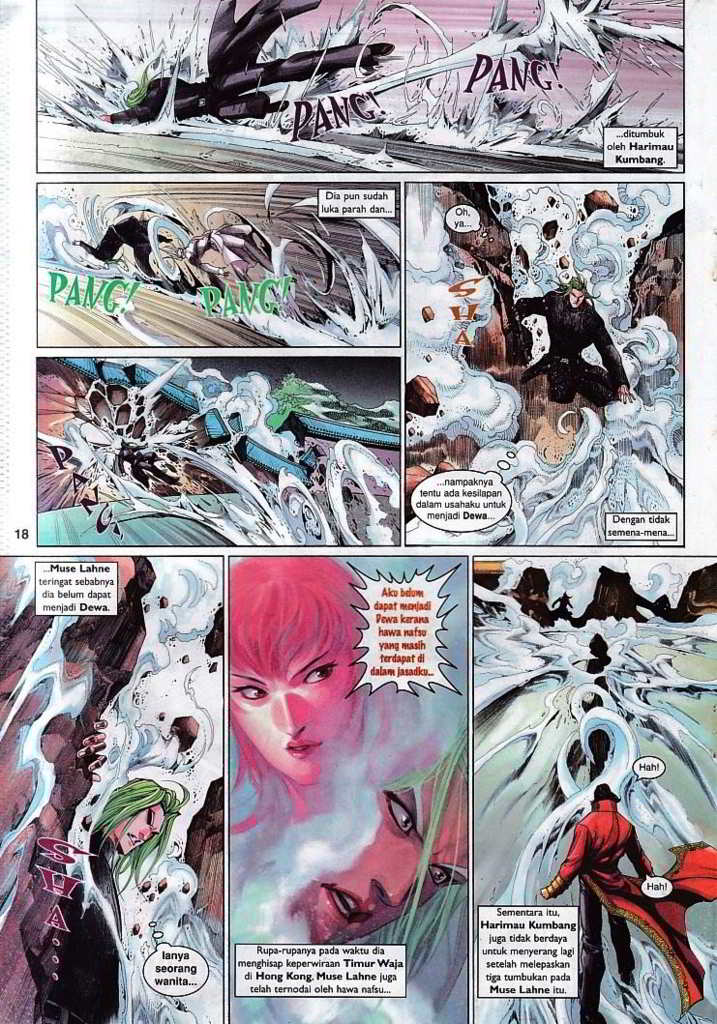 PANG!
PANG!
...ditumbuk
oleh Harimau
Kumbang.
Dia pun sudah
luka parah dan...
PANG!
PANG!
PANG!
Oh,
ya...
SHA
...nampaknya
tentu ada kesilapan
dalam usahaku untuk
menjadi Dewa...
Dengan tidak
semena-mena...
18
...Muse Lahne
teringat sebabnya
dia belum dapat
menjadi Dewa.
SHA...
Ianya
seorang
wanita...
Aku belum
dapat menjadi
Dewa kerana
hawa nafsu
yang masih
terdapat di
dalam jasadku...
Rupa-rupanya pada waktu dia
menghisap keperwiraan Timur Waja
di Hong Kong, Muse Lahne juga
telah ternodai oleh hawa nafsu...
Hah!
Hah!
Sementara itu,
Harimau Kumbang
juga tidak berdaya
untuk menyerang lagi
setelah melepaskan
tiga tumbukan pada
Muse Lahne itu.